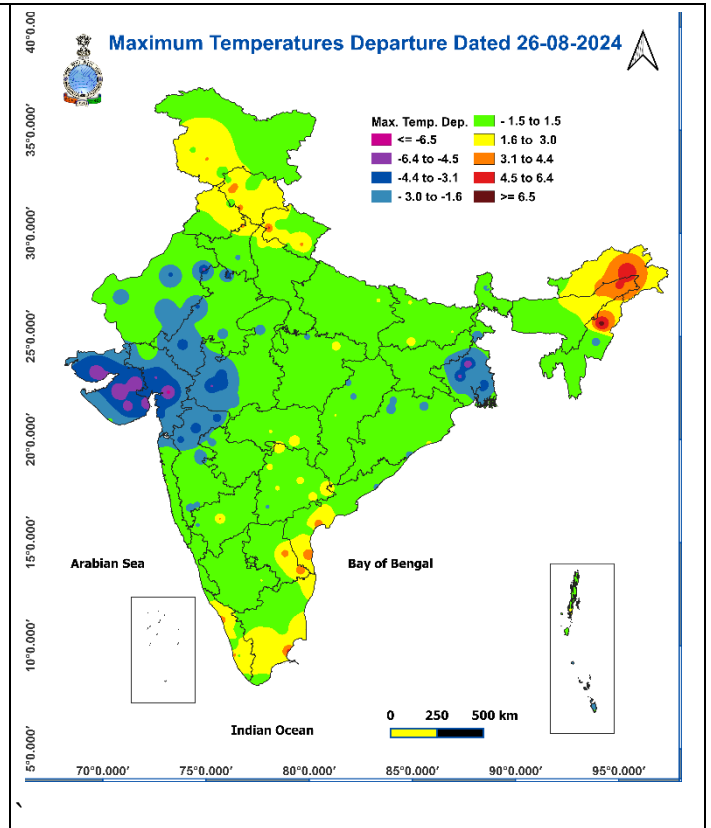 Maximum Temperatures Departure Dated 26-08-2024
Max. Temp. Dep.
<= -6.5
-6.4 to -4.5
-4.4 to -3.1
- 3.0 to -1.6
- 1.5 to 1.5
1.6 to 3.0
3.1 to 4.4
4.5 to 6.4
>= 6.5
40°0.000'
35°0.000'
30°0.000'
25°0.000'
20°0.000'
15°0.000'
10°0.000'
5°0.000'
Arabian Sea
Bay of Bengal
Indian Ocean
0 250 500 km
70°0.000' 75°0.000' 80°0.000' 85°0.000' 90°0.000' 95°0.000'
`